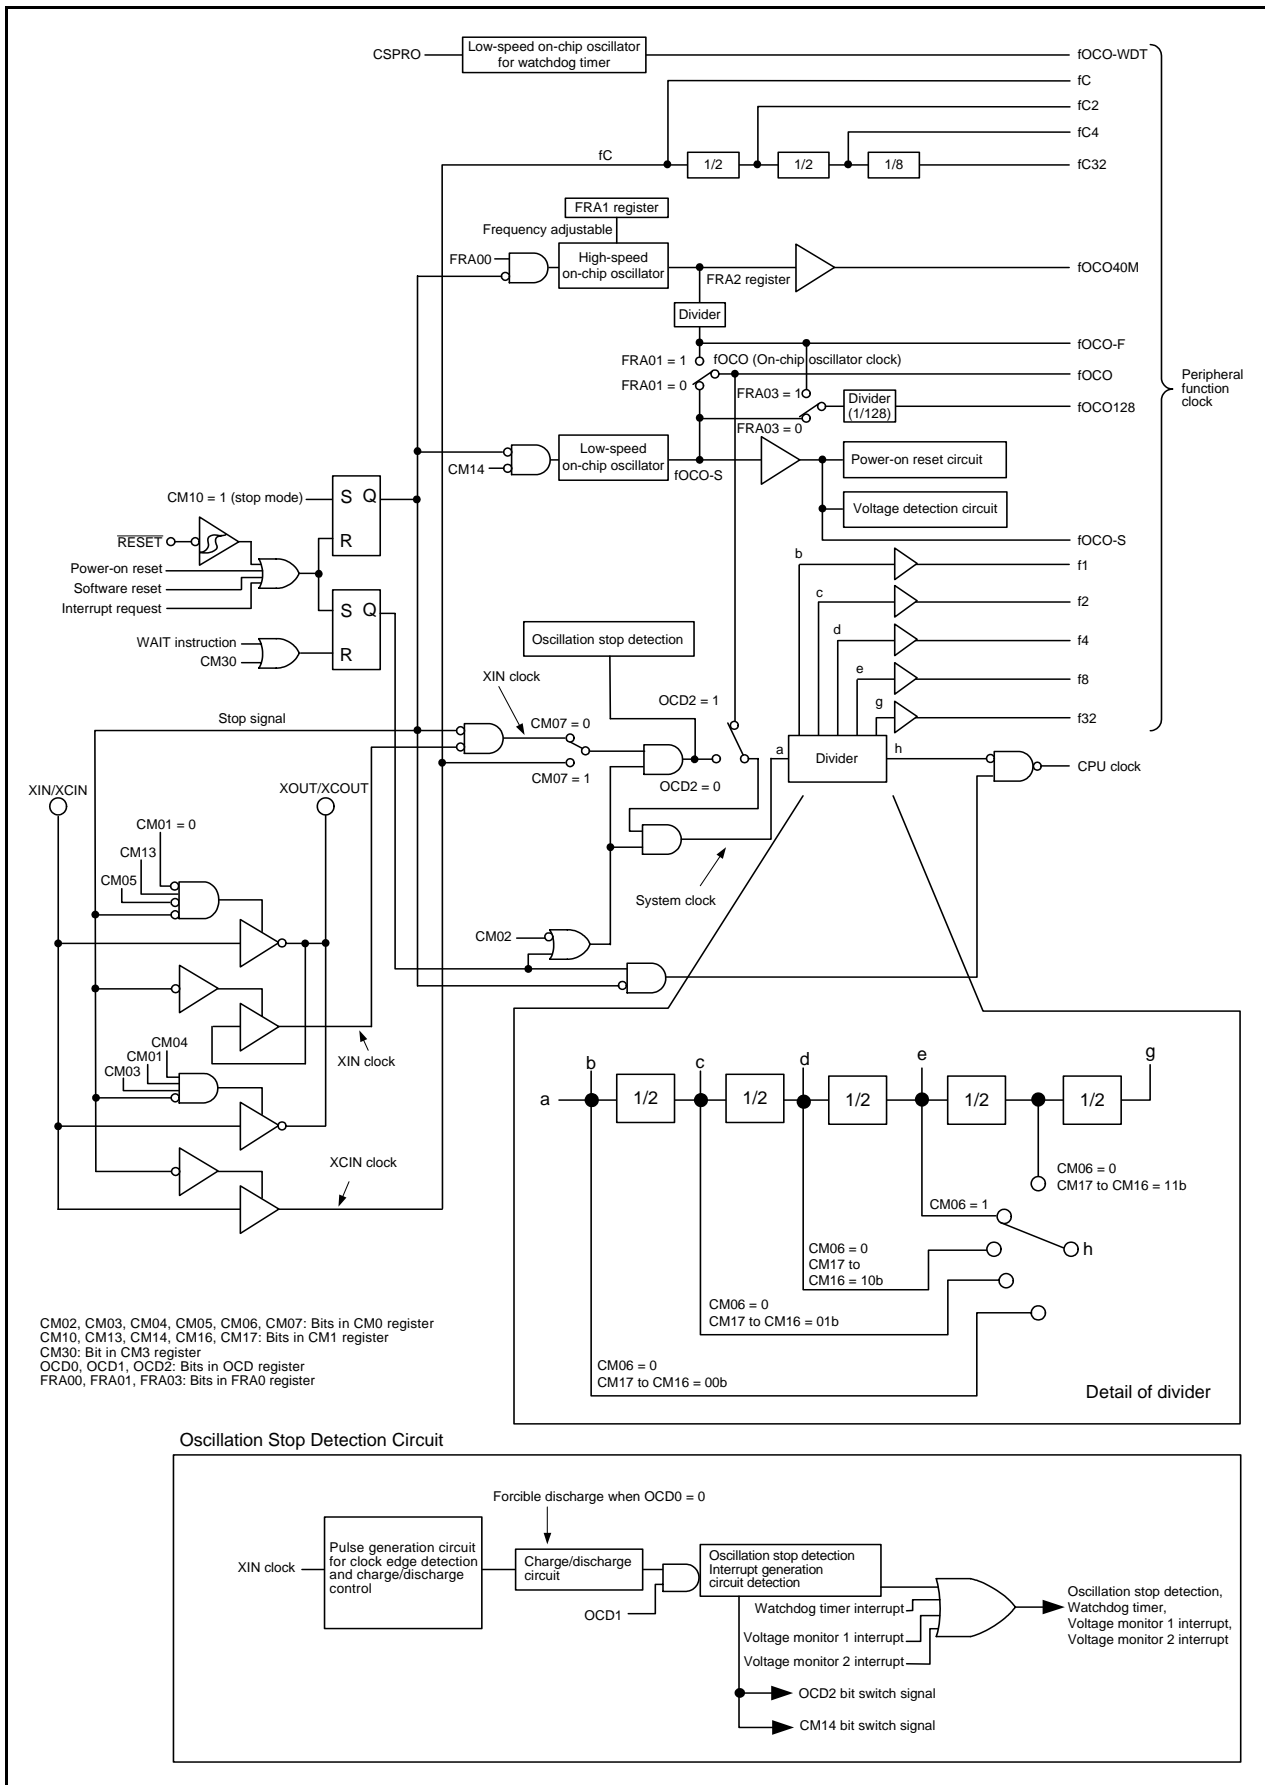 CSPRO
Low-speed on-chip oscillator
for watchdog timer
fOCO-WDT
fC
fC2
fC4
fC
1/2
1/2
1/8
fC32
FRA1 register
Frequency adjustable
FRA00
High-speed
on-chip oscillator
FRA2 register
fOCO40M
Divider
fOCO-F
FRA01 = 1
fOCO (On-chip oscillator clock)
fOCO
FRA01 = 0
FRA03 = 1
Divider
(1/128)
fOCO128
FRA03 = 0
Peripheral
function
clock
CM14
Low-speed
on-chip oscillator
fOCO-S
Power-on reset circuit
Voltage detection circuit
fOCO-S
CM10 = 1 (stop mode)
S Q
R
RESET
Power-on reset
Software reset
Interrupt request
S Q
R
WAIT instruction
CM30
b
f1
c
f2
d
f4
e
f8
g
f32
Oscillation stop detection
XIN clock
OCD2 = 1
Stop signal
CM07 = 0
CM07 = 1
OCD2 = 0
a
Divider
h
CPU clock
XIN/XCIN
XOUT/XCOUT
CM01 = 0
CM13
CM05
System clock
CM02
XIN clock
CM04
CM01
CM03
XCIN clock
a
b
1/2
c
1/2
d
1/2
e
1/2
1/2
g
CM06 = 0
CM17 to CM16 = 11b
CM06 = 1
h
CM06 = 0
CM17 to
CM16 = 10b
CM06 = 0
CM17 to CM16 = 01b
CM06 = 0
CM17 to CM16 = 00b
Detail of divider
CM02, CM03, CM04, CM05, CM06, CM07: Bits in CM0 register
CM10, CM13, CM14, CM16, CM17: Bits in CM1 register
CM30: Bit in CM3 register
OCD0, OCD1, OCD2: Bits in OCD register
FRA00, FRA01, FRA03: Bits in FRA0 register
Oscillation Stop Detection Circuit
Forcible discharge when OCD0 = 0
XIN clock
Pulse generation circuit
for clock edge detection
and charge/discharge
control
Charge/discharge
circuit
OCD1
Oscillation stop detection
Interrupt generation
circuit detection
Watchdog timer interrupt
Voltage monitor 1 interrupt
Voltage monitor 2 interrupt
Oscillation stop detection,
Watchdog timer,
Voltage monitor 1 interrupt,
Voltage monitor 2 interrupt
OCD2 bit switch signal
CM14 bit switch signal